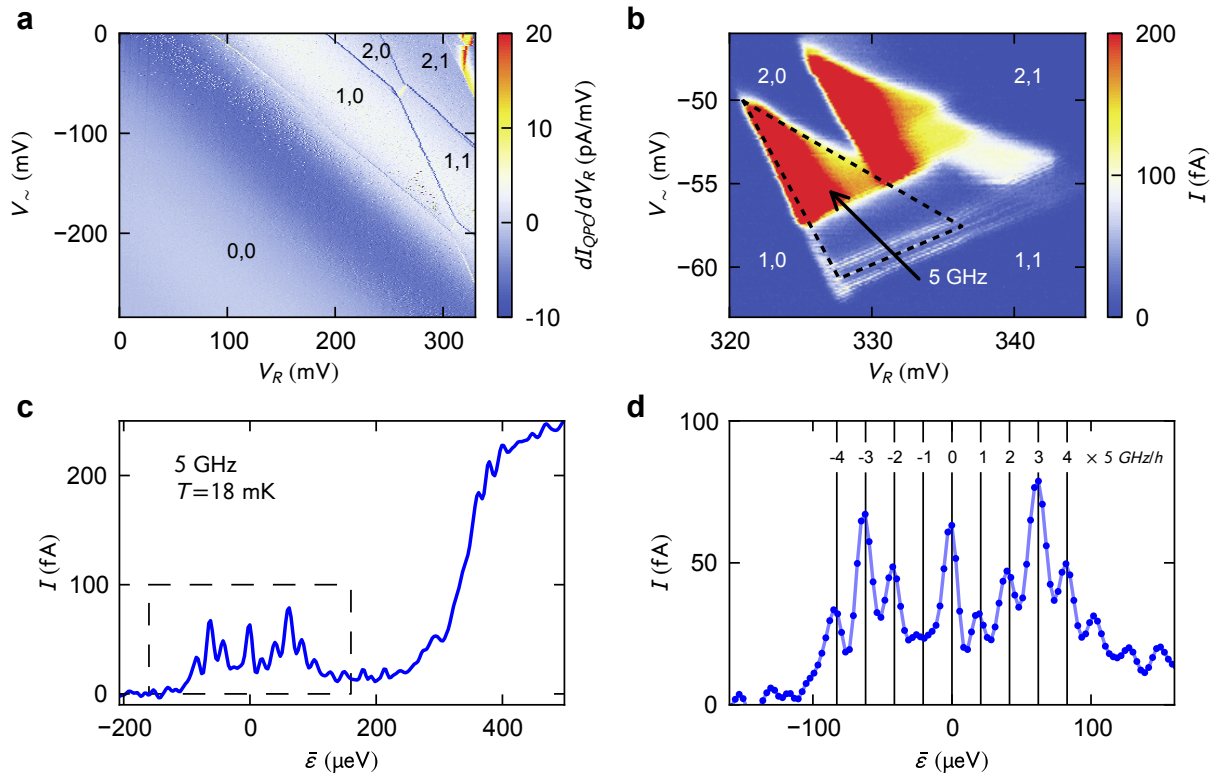 a
0
−100
−200
V~ (mV)
0
100
200
300
V_R (mV)
2,0
2,1
1,0
1,1
0,0
20
10
0
-10
dI_QPC/dV_R (pA/mV)
b
−50
−55
−60
V~ (mV)
320
330
340
V_R (mV)
2,0
2,1
1,0
1,1
5 GHz
200
100
0
I (fA)
c
200
100
0
I (fA)
5 GHz
T=18 mK
−200
0
200
400
ε̄ (μeV)
d
100
50
0
I (fA)
-4 -3 -2 -1 0 1 2 3 4 × 5 GHz/h
−100
0
100
ε̄ (μeV)